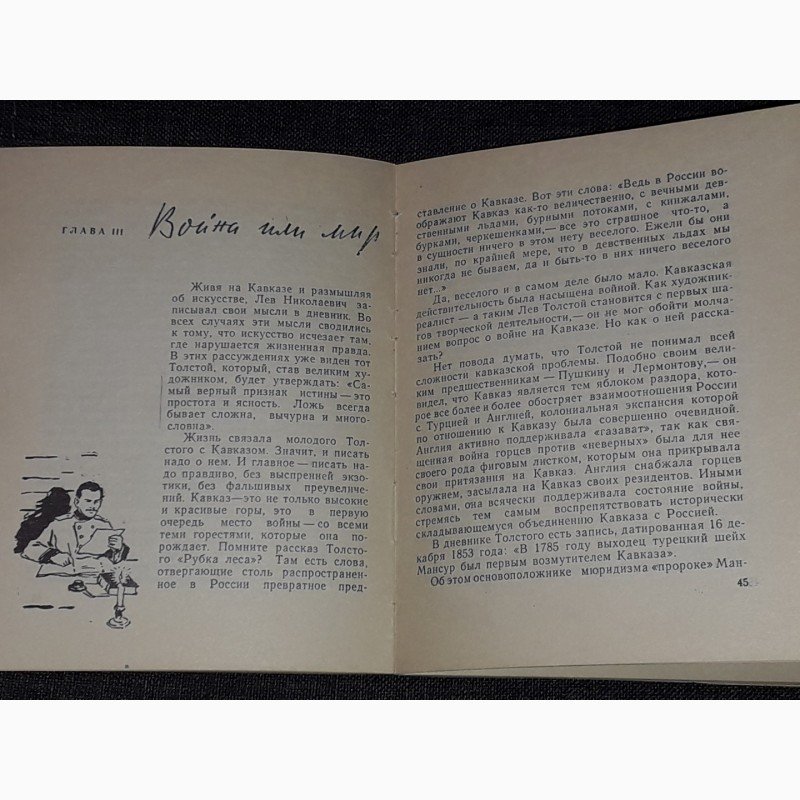 ГЛАВА III Война или мир
Живя на Кавказе и размышляя
об искусстве, Лев Николаевич за-
писывал свои мысли в дневник. Во
всех случаях эти мысли сводились
к тому, что искусство исчезает там,
где нарушается жизненная правда.
В этих рассуждениях уже виден тот
Толстой, который, став великим ху-
дожником, будет утверждать: «Са-
мый верный признак истины — это
простота и ясность. Ложь всегда
бывает сложна, вычурна и много-
словна».
Жизнь связала молодого Тол-
стого с Кавказом. Значит, и писать
надо о нем. И главное — писать на-
до правдиво, без выспренней экзо-
тики, без фальшивых преувеличе-
ний. Кавказ — это не только высокие
и красивые горы, это в первую
очередь место войны — со всеми
теми горестями, которые она по-
рождает. Помните рассказ Толсто-
го «Рубка леса»? Там есть слова,
отвергающие столь распространен-
ное в России превратное пред-
ставление о Кавказе. Вот эти слова: «Ведь в России во-
ображают Кавказ как-то величественно, с вечными дев-
ственными льдами, бурными потоками, с кинжалами,
бурками, черкешенками, — все это страшное что-то, а
в сущности ничего в этом нету веселого. Ежели бы они
знали, по крайней мере, что в девственных льдах мы
никогда не бываем, да и быть-то в них ничего веселого
нет...»
Да, веселого и в самом деле было мало. Кавказская
действительность была насыщена войной. Как художник-
реалист — а таким Лев Толстой становится с первых ша-
гов творческой деятельности, — он не мог обойти молча-
нием вопрос о войне на Кавказе. Но как о ней расска-
зать?
Нет повода думать, что Толстой не понимал всей
сложности кавказской проблемы. Подобно своим вели-
ким предшественникам — Пушкину и Лермонтову, — он
видел, что Кавказ является тем яблоком раздора, кото-
рое все более и более обостряет взаимоотношения России
с Турцией и Англией, колониальная экспансия которой
по отношению к Кавказу была совершенно очевидной.
Англия активно поддерживала «газават», так как свя-
щенная война горцев против «неверных» была для нее
своего рода фиговым листком, которым она прикрывала
свои притязания на Кавказ. Англия снабжала горцев
оружием, засылала на Кавказ своих резидентов. Иными
словами, она всячески поддерживала состояние войны,
стремясь тем самым воспрепятствовать исторически
складывающемуся объединению Кавказа с Россией.
В дневнике Толстого есть запись, датированная 16 де-
кабря 1853 года: «В 1785 году выходец турецкий шейх
Мансур был первым возмутителем Кавказа».
Об этом основоположнике мюридизма «пророке» Ман-
45